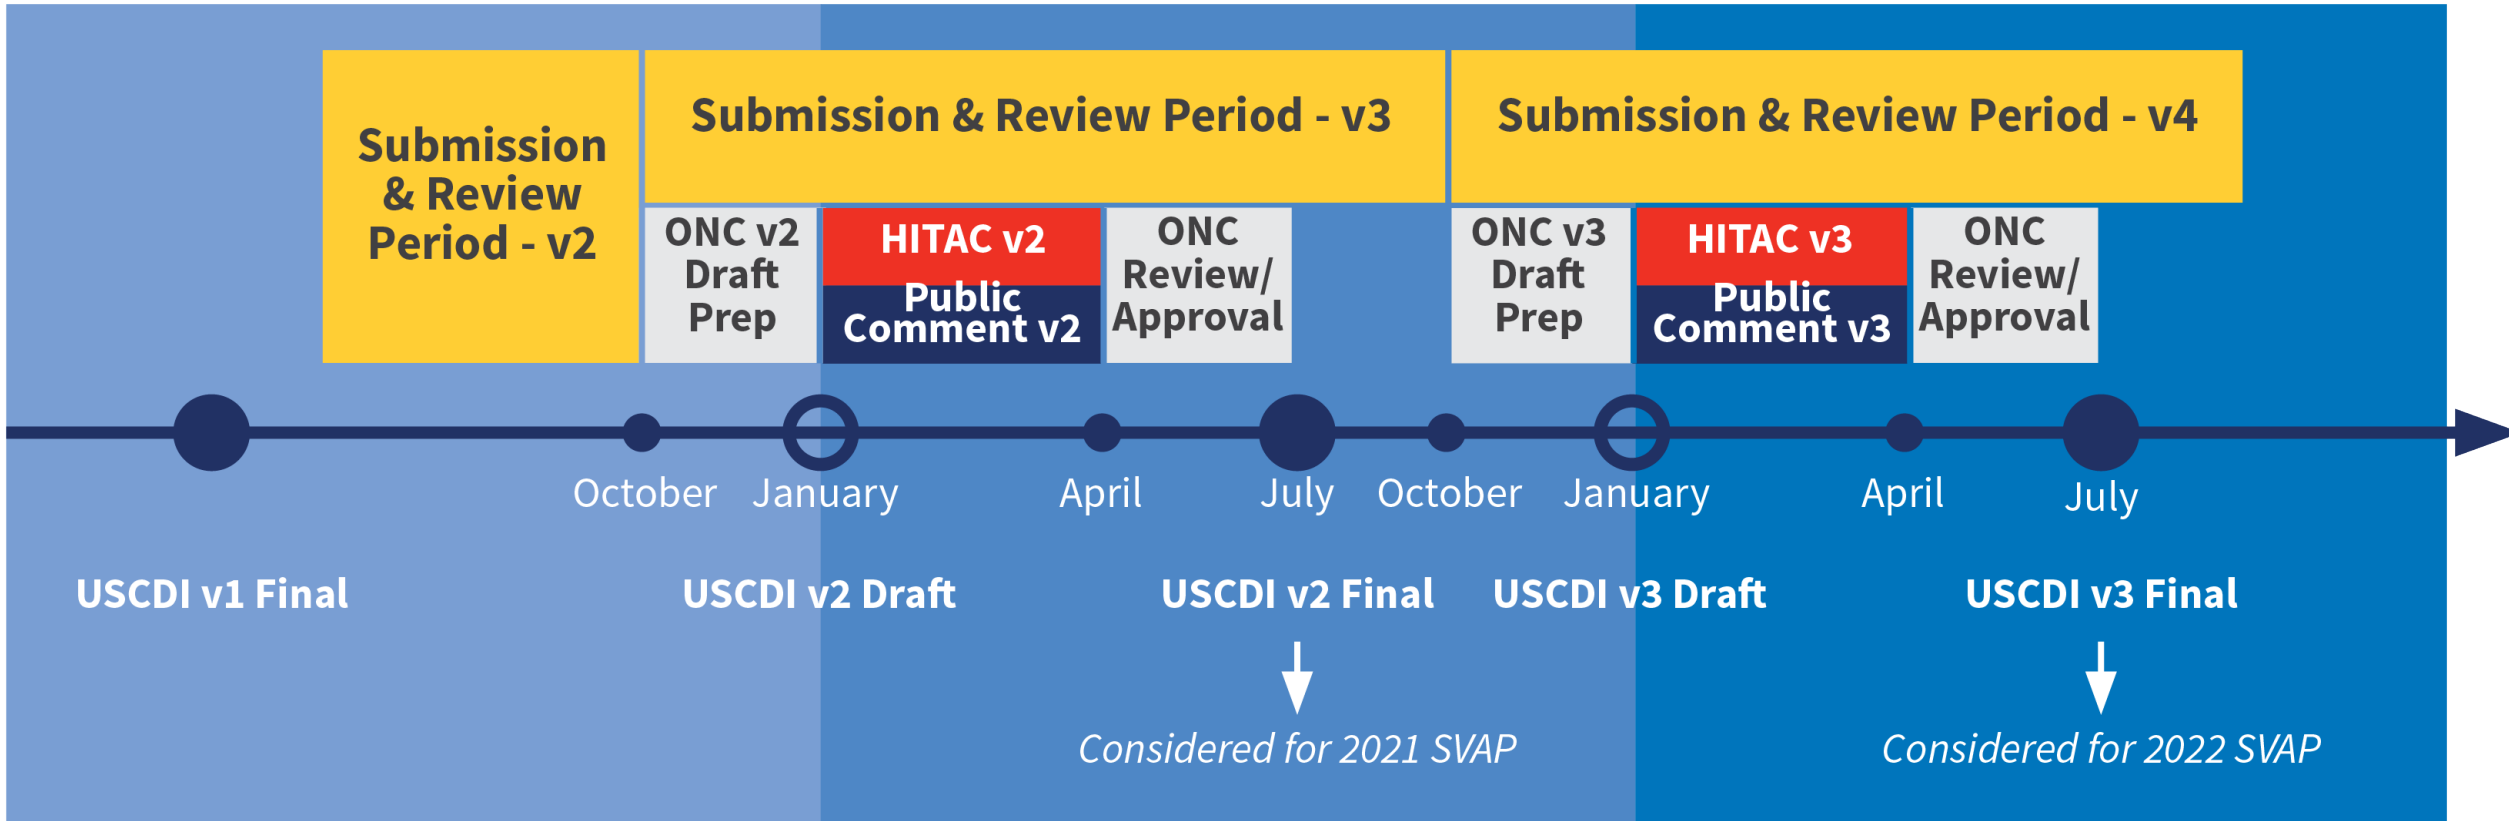 Submission
& Review
Period - v2
Submission & Review Period - v3
Submission & Review Period - v4
ONC v2
Draft
Prep
HITAC v2
Public
Comment v2
ONC
Review/
Approval
ONC v3
Draft
Prep
HITAC v3
Public
Comment v3
ONC
Review/
Approval
October
January
April
July
October
January
April
July
USCDI v1 Final
USCDI v2 Draft
USCDI v2 Final
USCDI v3 Draft
USCDI v3 Final
Considered for 2021 SVAP
Considered for 2022 SVAP